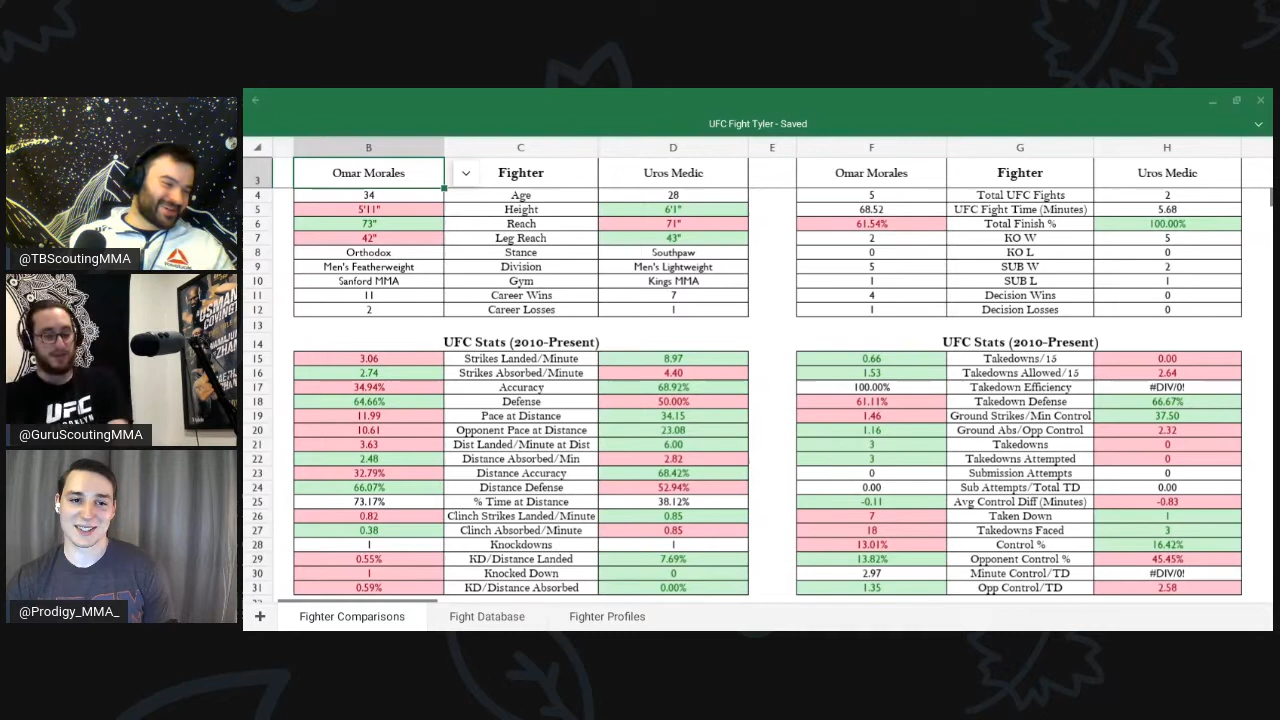 UFC Fight Tyler - Saved
B C D E F G H
3 Omar Morales Fighter Uros Medic Omar Morales Fighter Uros Medic
4 34 Age 28 5 Total UFC Fights 2
5 5'11" Height 6'1" 68.52 UFC Fight Time (Minutes) 5.68
6 73" Reach 71" 61.54% Total Finish % 100.00%
7 42" Leg Reach 43" 2 KO W 5
8 Orthodox Stance Southpaw 0 KO L 0
9 Men's Featherweight Division Men's Lightweight 5 SUB W 2
10 Sanford MMA Gym Kings MMA 1 SUB L 1
11 11 Career Wins 7 4 Decision Wins 0
12 2 Career Losses 1 1 Decision Losses 0
13
14 UFC Stats (2010-Present) UFC Stats (2010-Present)
15 3.06 Strikes Landed/Minute 8.97 0.66 Takedowns/15 0.00
16 2.74 Strikes Absorbed/Minute 4.40 1.53 Takedowns Allowed/15 2.64
17 34.94% Accuracy 68.92% 100.00% Takedown Efficiency #DIV/0!
18 64.66% Defense 50.00% 61.11% Takedown Defense 66.67%
19 11.99 Pace at Distance 34.15 1.46 Ground Strikes/Min Control 37.50
20 10.61 Opponent Pace at Distance 23.08 1.16 Ground Abs/Opp Control 2.32
21 3.63 Dist Landed/Minute at Dist 6.00 3 Takedowns 0
22 2.48 Distance Absorbed/Min 2.82 3 Takedowns Attempted 0
23 32.79% Distance Accuracy 68.42% 0 Submission Attempts 0
24 66.07% Distance Defense 52.94% 0.00 Sub Attempts/Total TD 0.00
25 73.17% % Time at Distance 38.12% -0.11 Avg Control Diff (Minutes) -0.83
26 0.82 Clinch Strikes Landed/Minute 0.85 7 Taken Down 1
27 0.38 Clinch Absorbed/Minute 0.85 18 Takedowns Faced 3
28 1 Knockdowns 1 13.01% Control % 16.42%
29 0.55% KD/Distance Landed 7.69% 13.82% Opponent Control % 45.45%
30 1 Knocked Down 0 2.97 Minute Control/TD #DIV/0!
31 0.59% KD/Distance Absorbed 0.00% 1.35 Opp Control/TD 2.58
Fighter Comparisons Fight Database Fighter Profiles
@TBScoutingMMA
USMAN
COVINGTON
UFC
@GuruScoutingMMA
@Prodigy_MMA_